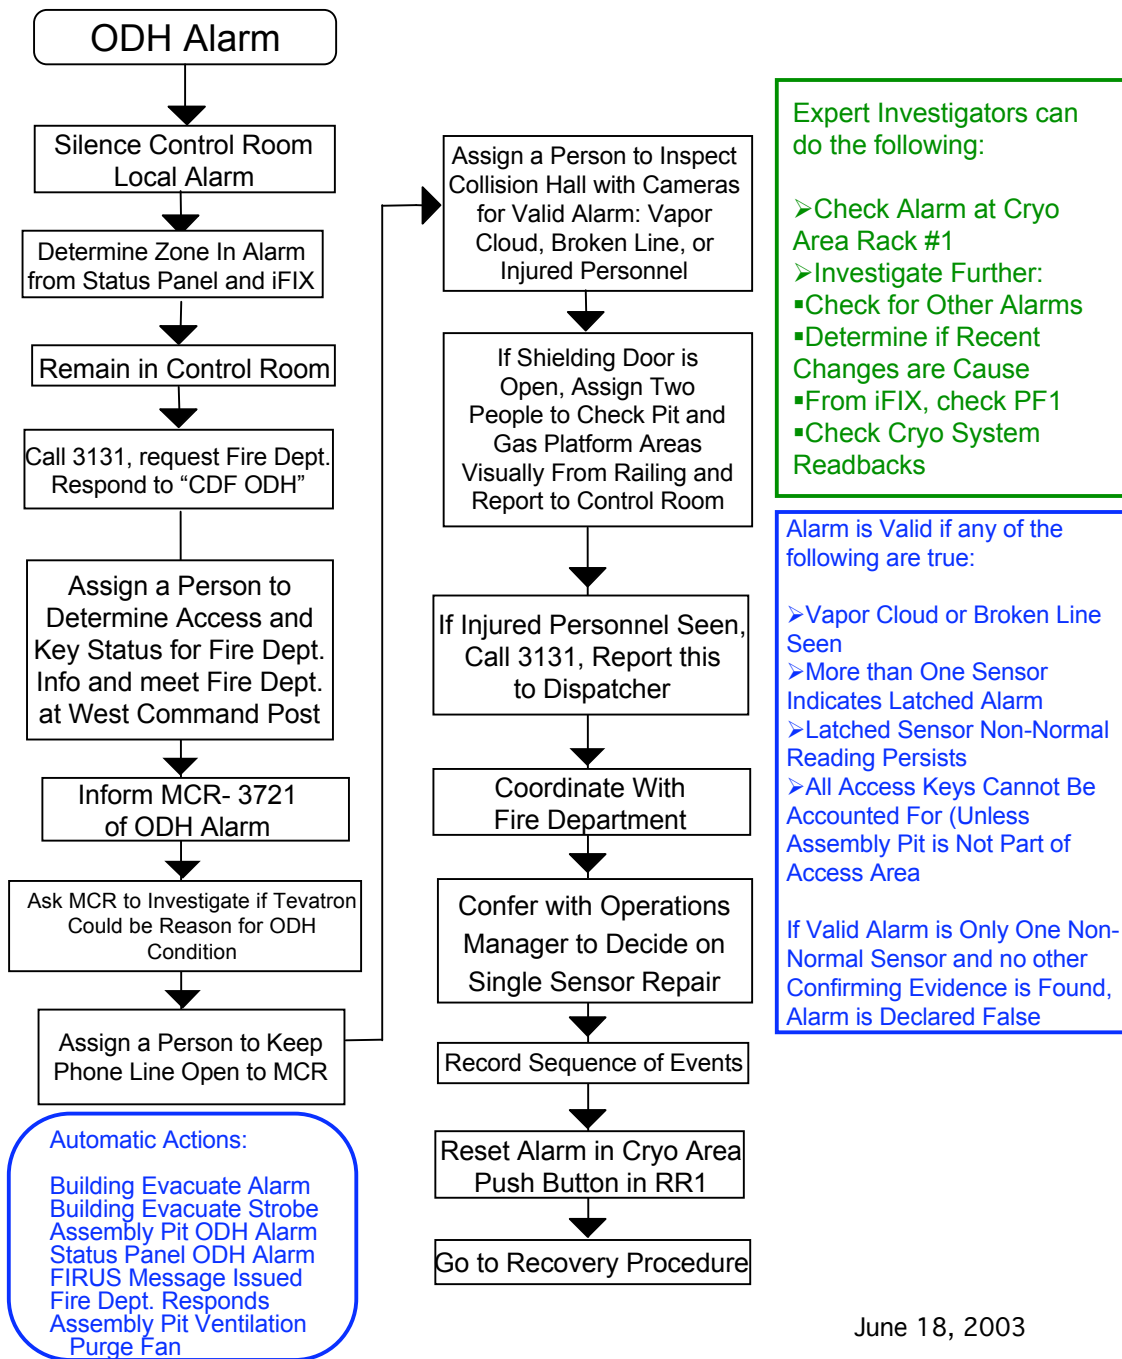 ODH Alarm
Silence Control Room
Local Alarm
Determine Zone In Alarm
from Status Panel and iFIX
Remain in Control Room
Call 3131, request Fire Dept.
Respond to “CDF ODH”
Assign a Person to
Determine Access and
Key Status for Fire Dept.
Info and meet Fire Dept.
at West Command Post
Inform MCR- 3721
of ODH Alarm
Ask MCR to Investigate if Tevatron
Could be Reason for ODH
Condition
Assign a Person to Keep
Phone Line Open to MCR
Automatic Actions:
Building Evacuate Alarm
Building Evacuate Strobe
Assembly Pit ODH Alarm
Status Panel ODH Alarm
FIRUS Message Issued
Fire Dept. Responds
Assembly Pit Ventilation
Purge Fan
Assign a Person to Inspect
Collision Hall with Cameras
for Valid Alarm: Vapor
Cloud, Broken Line, or
Injured Personnel
If Shielding Door is
Open, Assign Two
People to Check Pit and
Gas Platform Areas
Visually From Railing and
Report to Control Room
If Injured Personnel Seen,
Call 3131, Report this
to Dispatcher
Coordinate With
Fire Department
Confer with Operations
Manager to Decide on
Single Sensor Repair
Record Sequence of Events
Reset Alarm in Cryo Area
Push Button in RR1
Go to Recovery Procedure
Expert Investigators can
do the following:
➢Check Alarm at Cryo
Area Rack #1
➢Investigate Further:
▪Check for Other Alarms
▪Determine if Recent
Changes are Cause
▪From iFIX, check PF1
▪Check Cryo System
Readbacks
Alarm is Valid if any of the
following are true:
➢Vapor Cloud or Broken Line
Seen
➢More than One Sensor
Indicates Latched Alarm
➢Latched Sensor Non-Normal
Reading Persists
➢All Access Keys Cannot Be
Accounted For (Unless
Assembly Pit is Not Part of
Access Area
If Valid Alarm is Only One Non-
Normal Sensor and no other
Confirming Evidence is Found,
Alarm is Declared False
June 18, 2003